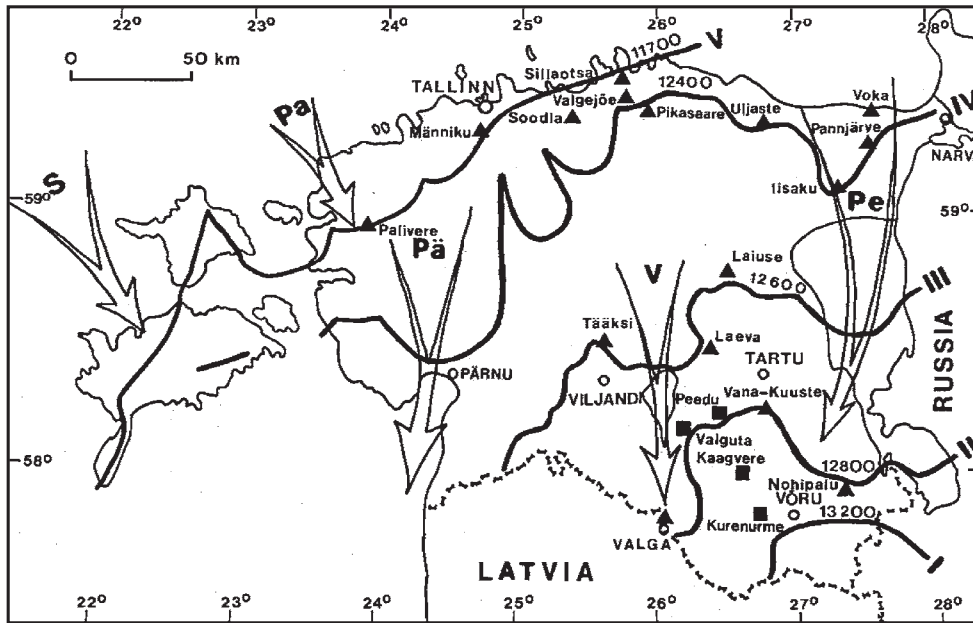 22° 23° 24° 25° 26° 27° 28°
0 50 km
11700 V
Sillaotsa
TALLINN
Valgejõe
12400
Voka
Männiku
Soodla
Pikasaare
Uljaste
Pannjärve
IV
NARVA
Pa
S
59°
Iisaku
59°
Palivere
Pä
Pe
V
Laiuse
12600
III
Tääksi
Laeva
TARTU
PÄRNU
VILJANDI
Peedu
Vana-Kuuste
RUSSIA
Valguta
Kaagvere
58°
12800
II
Nohipalu
VÕRU
13200
Kurenurme
VALGA
LATVIA
I
22° 23° 24° 25° 26° 27° 28°